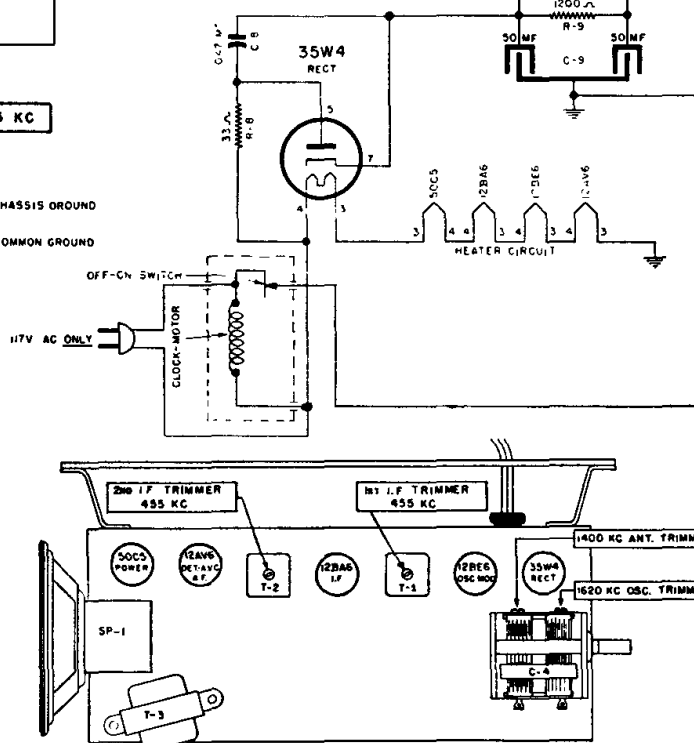 1200 Ω
R-9
50 MF
50 MF
C-9
.047 MF
C-8
35W4
RECT
5
7
4
3
33 Ω
R-8
KC
HASSIS GROUND
OMMON GROUND
50C5
12BA6
12BE6
12AV6
3
4
4
3
3
4
4
3
HEATER CIRCUIT
OFF-ON SWITCH
117V AC ONLY
CLOCK-MOTOR
2ND I.F TRIMMER
455 KC
1ST I.F TRIMMER
455 KC
1400 KC ANT. TRIMM
50C5
POWER
12AV6
DET-AVC
A.F.
T-2
12BA6
I.F
T-1
12BE6
OSC MOD
35W4
RECT
1620 KC OSC. TRIMM
SP-1
C-4
T-3